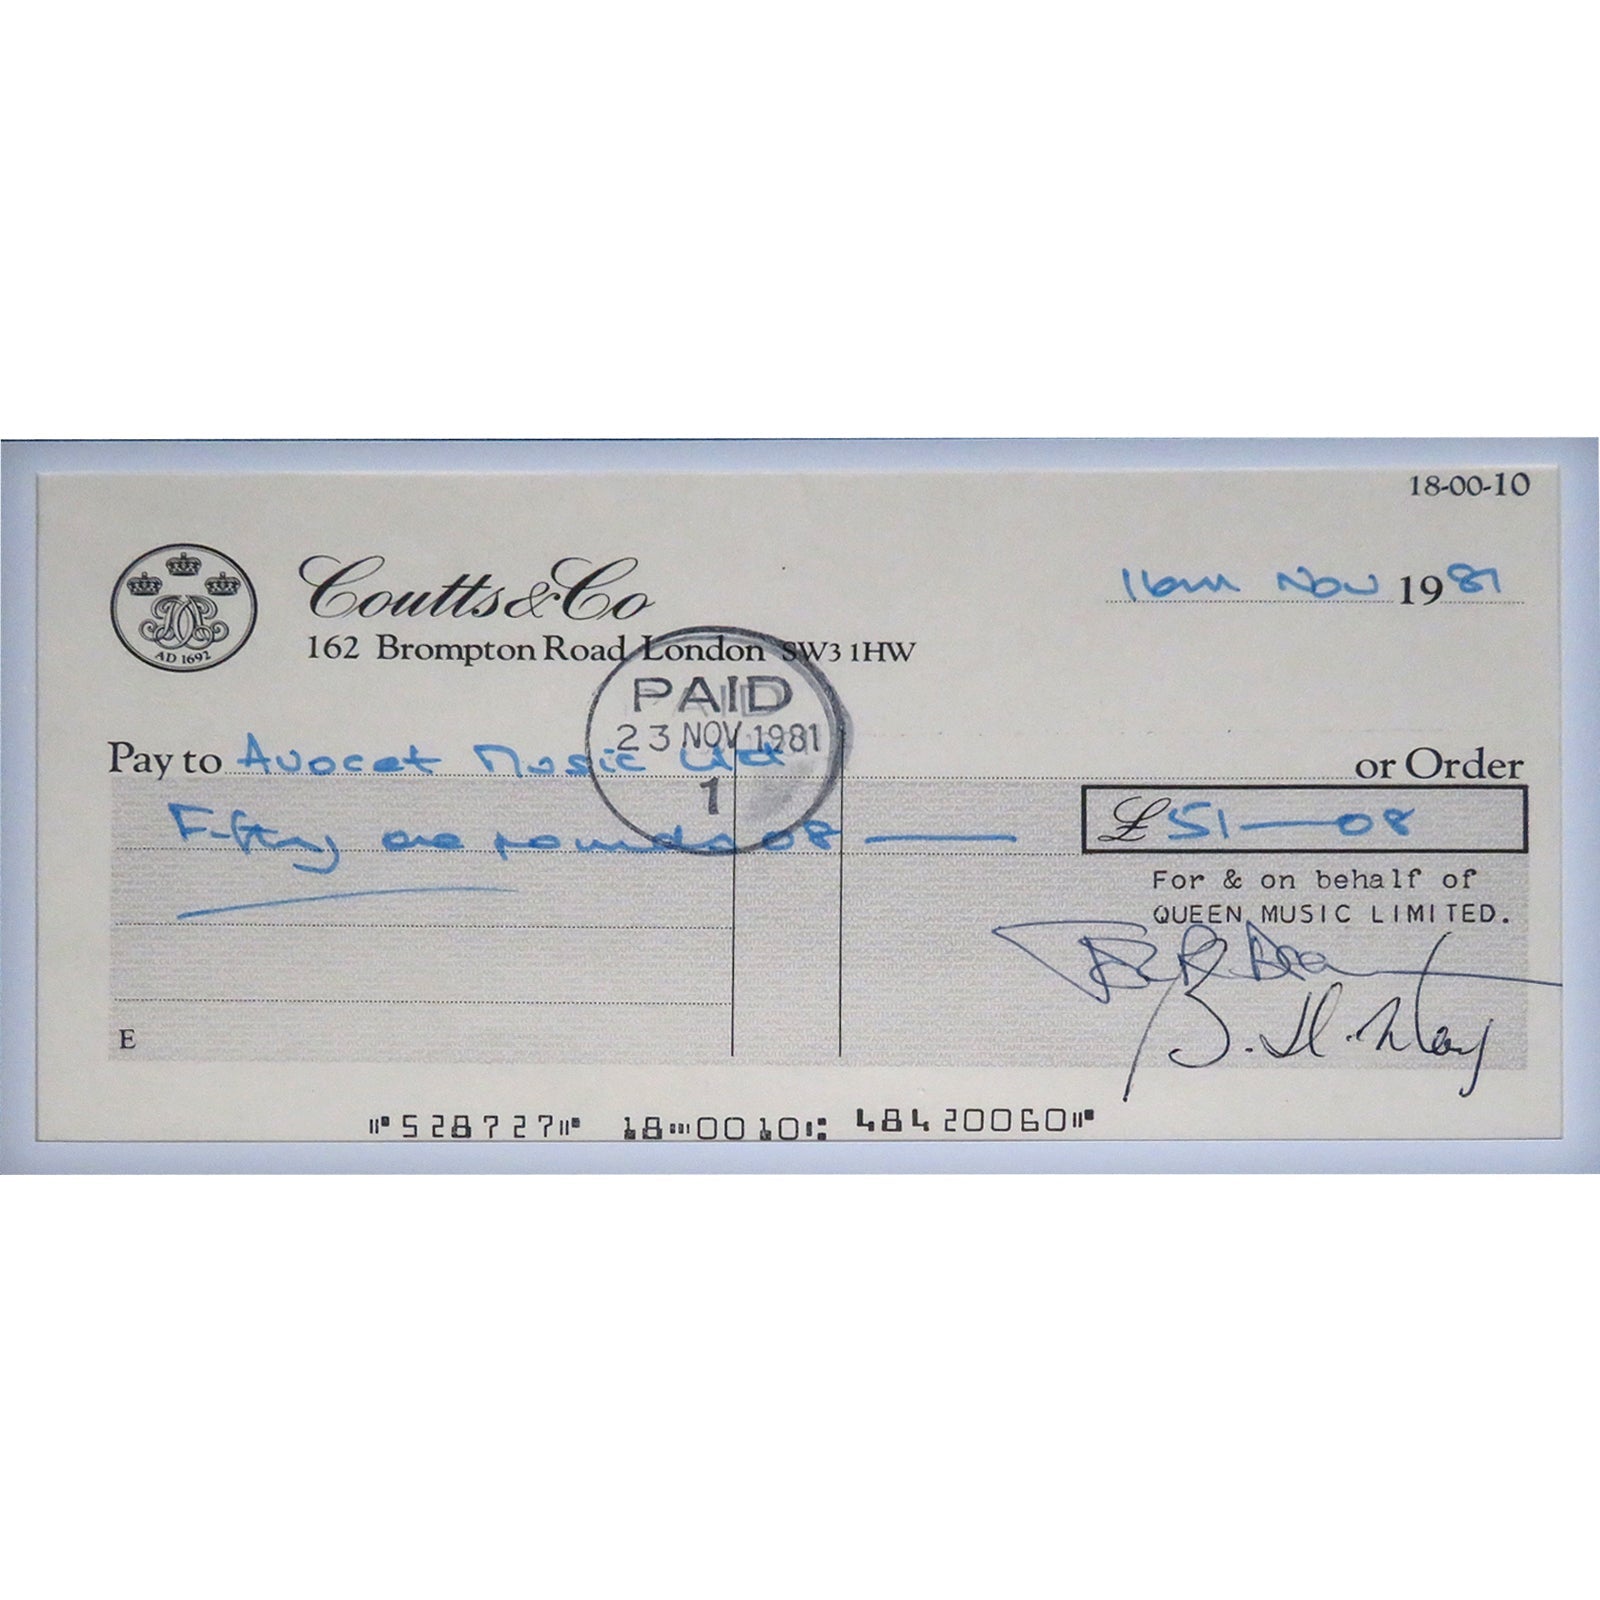 18-00-10
AD 1692
Coutts & Co
162 Brompton Road London SW3 1HW
16th Nov 1981
PAID
23 NOV 1981
1
Pay to Avocet Music Ltd or Order
Fifty one pounds 08 —
£51—08
For & on behalf of
QUEEN MUSIC LIMITED.
B. H. May
E
528727 18 0010 48420060